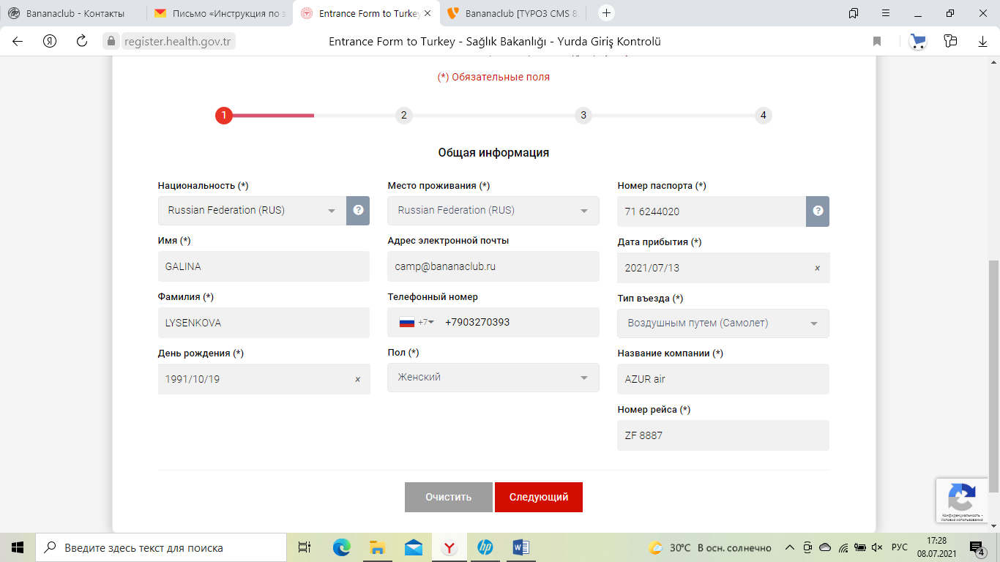 Bananaclub - Контакты
Письмо «Инструкция по з
Entrance Form to Turkey
Bananaclub [TYPO3 CMS 8.
register.health.gov.tr
Entrance Form to Turkey - Sağlık Bakanlığı - Yurda Giriş Kontrolü
(*) Обязательные поля
1
2
3
4
Общая информация
Национальность (*)
Место проживания (*)
Номер паспорта (*)
Russian Federation (RUS)
Russian Federation (RUS)
71 6244020
Имя (*)
Адрес электронной почты
Дата прибытия (*)
GALINA
camp@bananaclub.ru
2021/07/13
Фамилия (*)
Телефонный номер
Тип въезда (*)
LYSENKOVA
+7
+7903270393
Воздушным путем (Самолет)
День рождения (*)
Пол (*)
Название компании (*)
1991/10/19
Женский
AZUR air
Номер рейса (*)
ZF 8887
Очистить
Следующий
Конфиденциальность -
Условия использования
Введите здесь текст для поиска
30°C В осн. солнечно
РУС
17:28
08.07.2021
4